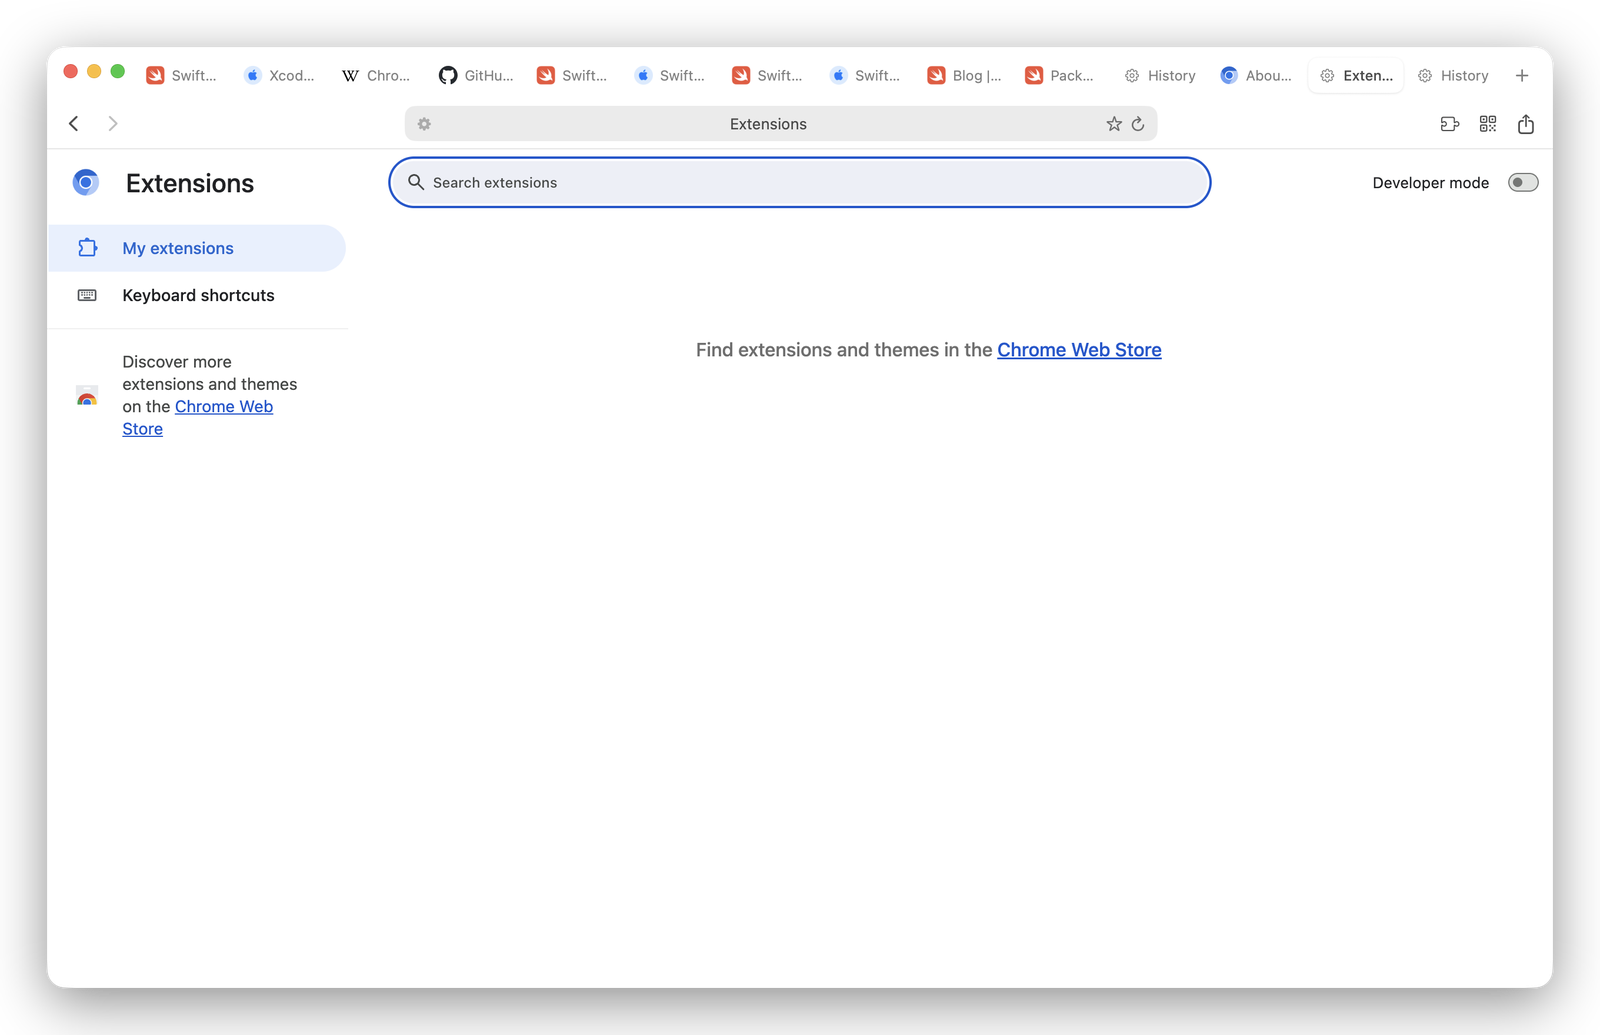 Swift...
Xcod...
W
Chro...
GitHu...
Swift...
Swift...
Swift...
Swift...
Blog |...
Pack...
History
Abou...
Exten...
History
Extensions
Extensions
Search extensions
Developer mode
My extensions
Keyboard shortcuts
Discover more
extensions and themes
on the Chrome Web
Store
Find extensions and themes in the Chrome Web Store